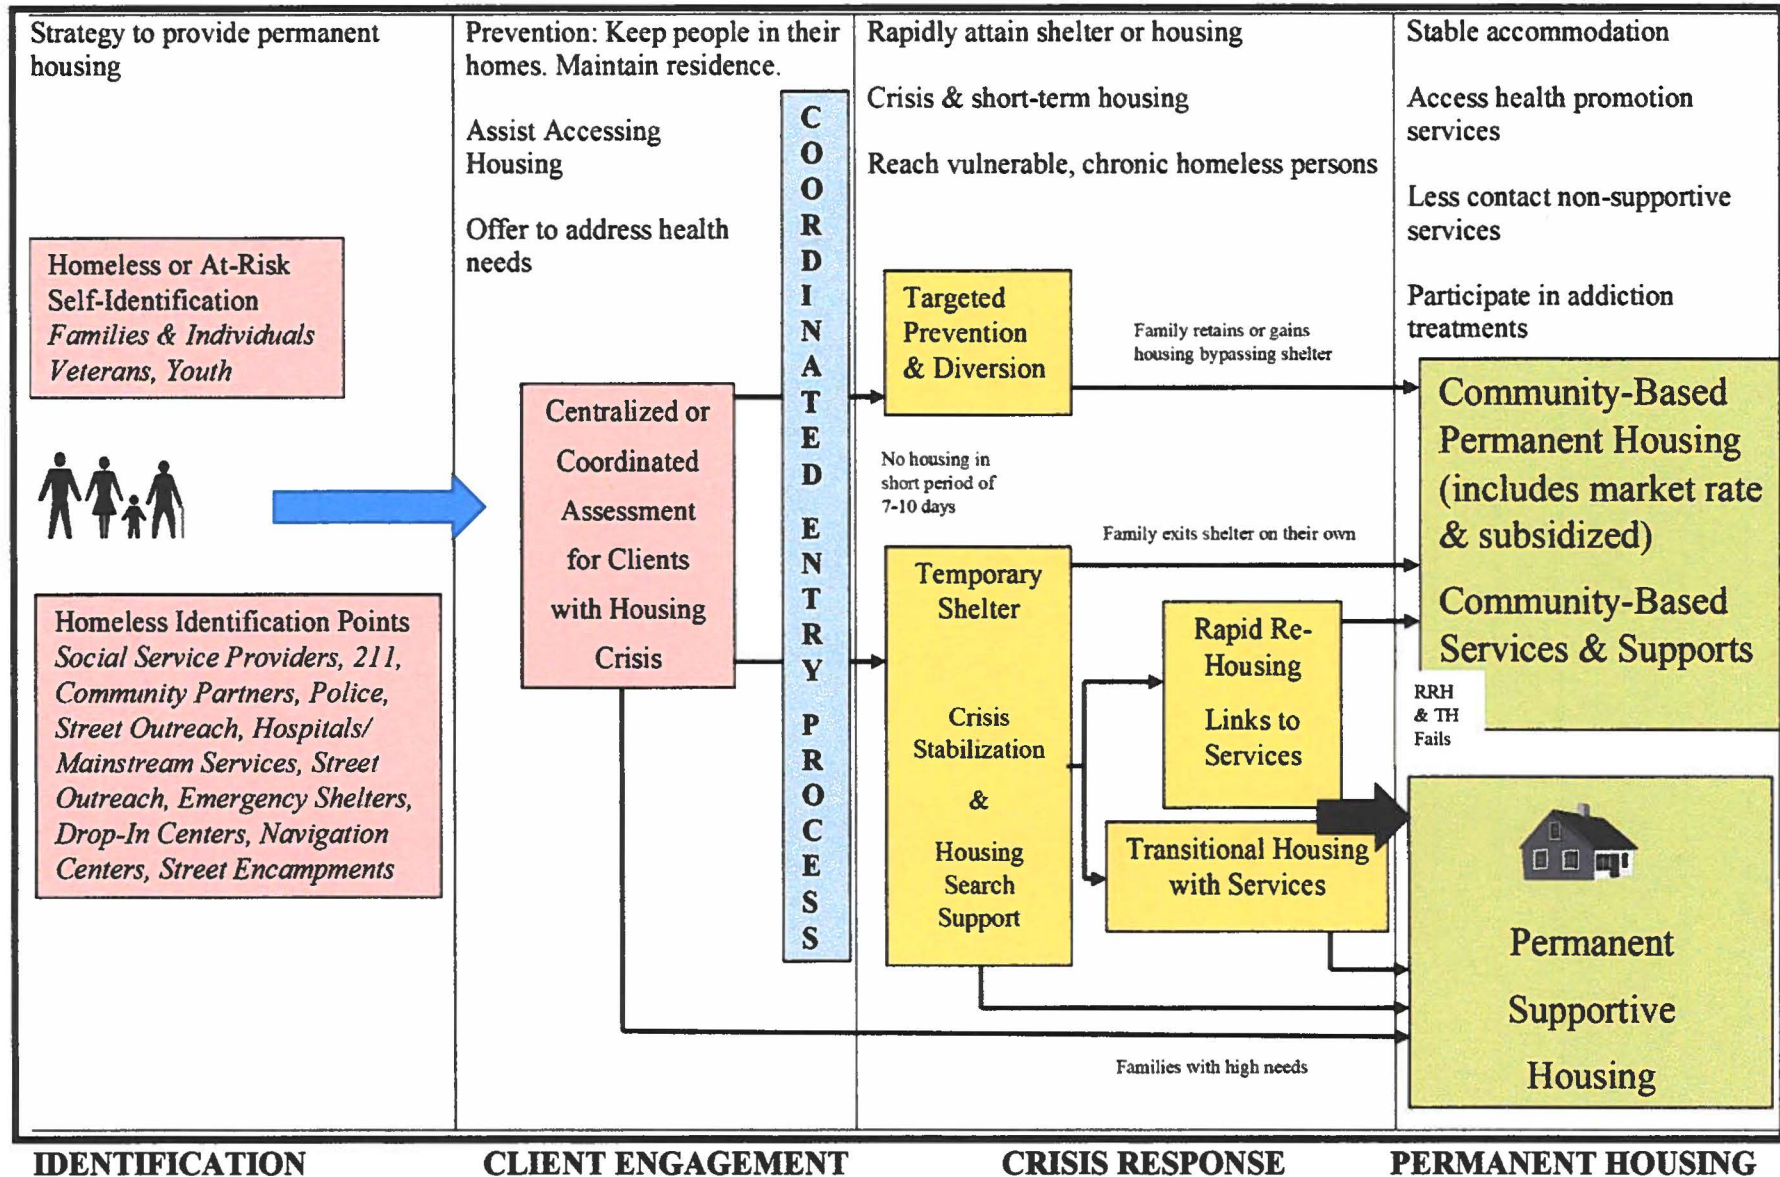 Strategy to provide permanent
housing
Homeless or At-Risk
Self-Identification
Families & Individuals
Veterans, Youth
Homeless Identification Points
Social Service Providers, 211,
Community Partners, Police,
Street Outreach, Hospitals/
Mainstream Services, Street
Outreach, Emergency Shelters,
Drop-In Centers, Navigation
Centers, Street Encampments
IDENTIFICATION
Prevention: Keep people in their
homes. Maintain residence.
Assist Accessing
Housing
Offer to address health
needs
Centralized or
Coordinated
Assessment
for Clients
with Housing
Crisis
COORDINATED ENTRY PROCESS
CLIENT ENGAGEMENT
Rapidly attain shelter or housing
Crisis & short-term housing
Reach vulnerable, chronic homeless persons
Targeted
Prevention
& Diversion
Family retains or gains
housing bypassing shelter
No housing in
short period of
7-10 days
Family exits shelter on their own
Temporary
Shelter
Crisis
Stabilization
&
Housing
Search
Support
Rapid Re-
Housing
Links to
Services
Transitional Housing
with Services
Families with high needs
CRISIS RESPONSE
Stable accommodation
Access health promotion
services
Less contact non-supportive
services
Participate in addiction
treatments
Community-Based
Permanent Housing
(includes market rate
& subsidized)
Community-Based
Services & Supports
RRH
& TH
Fails
Permanent
Supportive
Housing
PERMANENT HOUSING